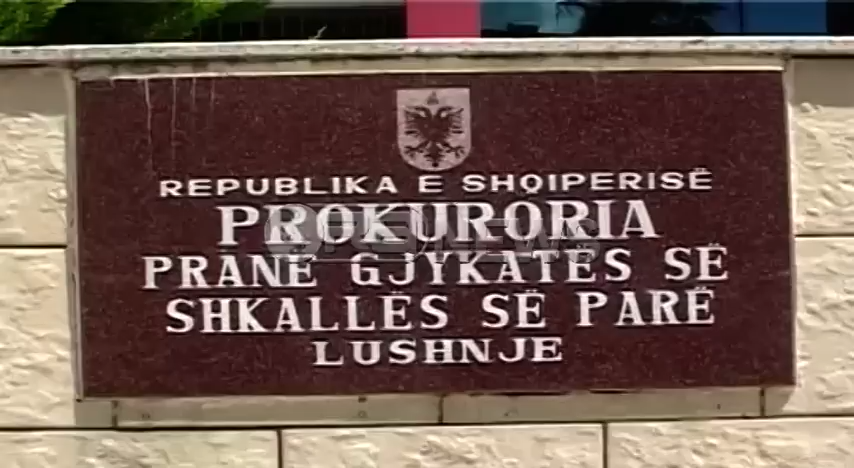 REPUBLIKA E SHQIPERISË
PROKURORIA
PRANË GJYKATËS SË
SHKALLËS SË PARË
LUSHNJE